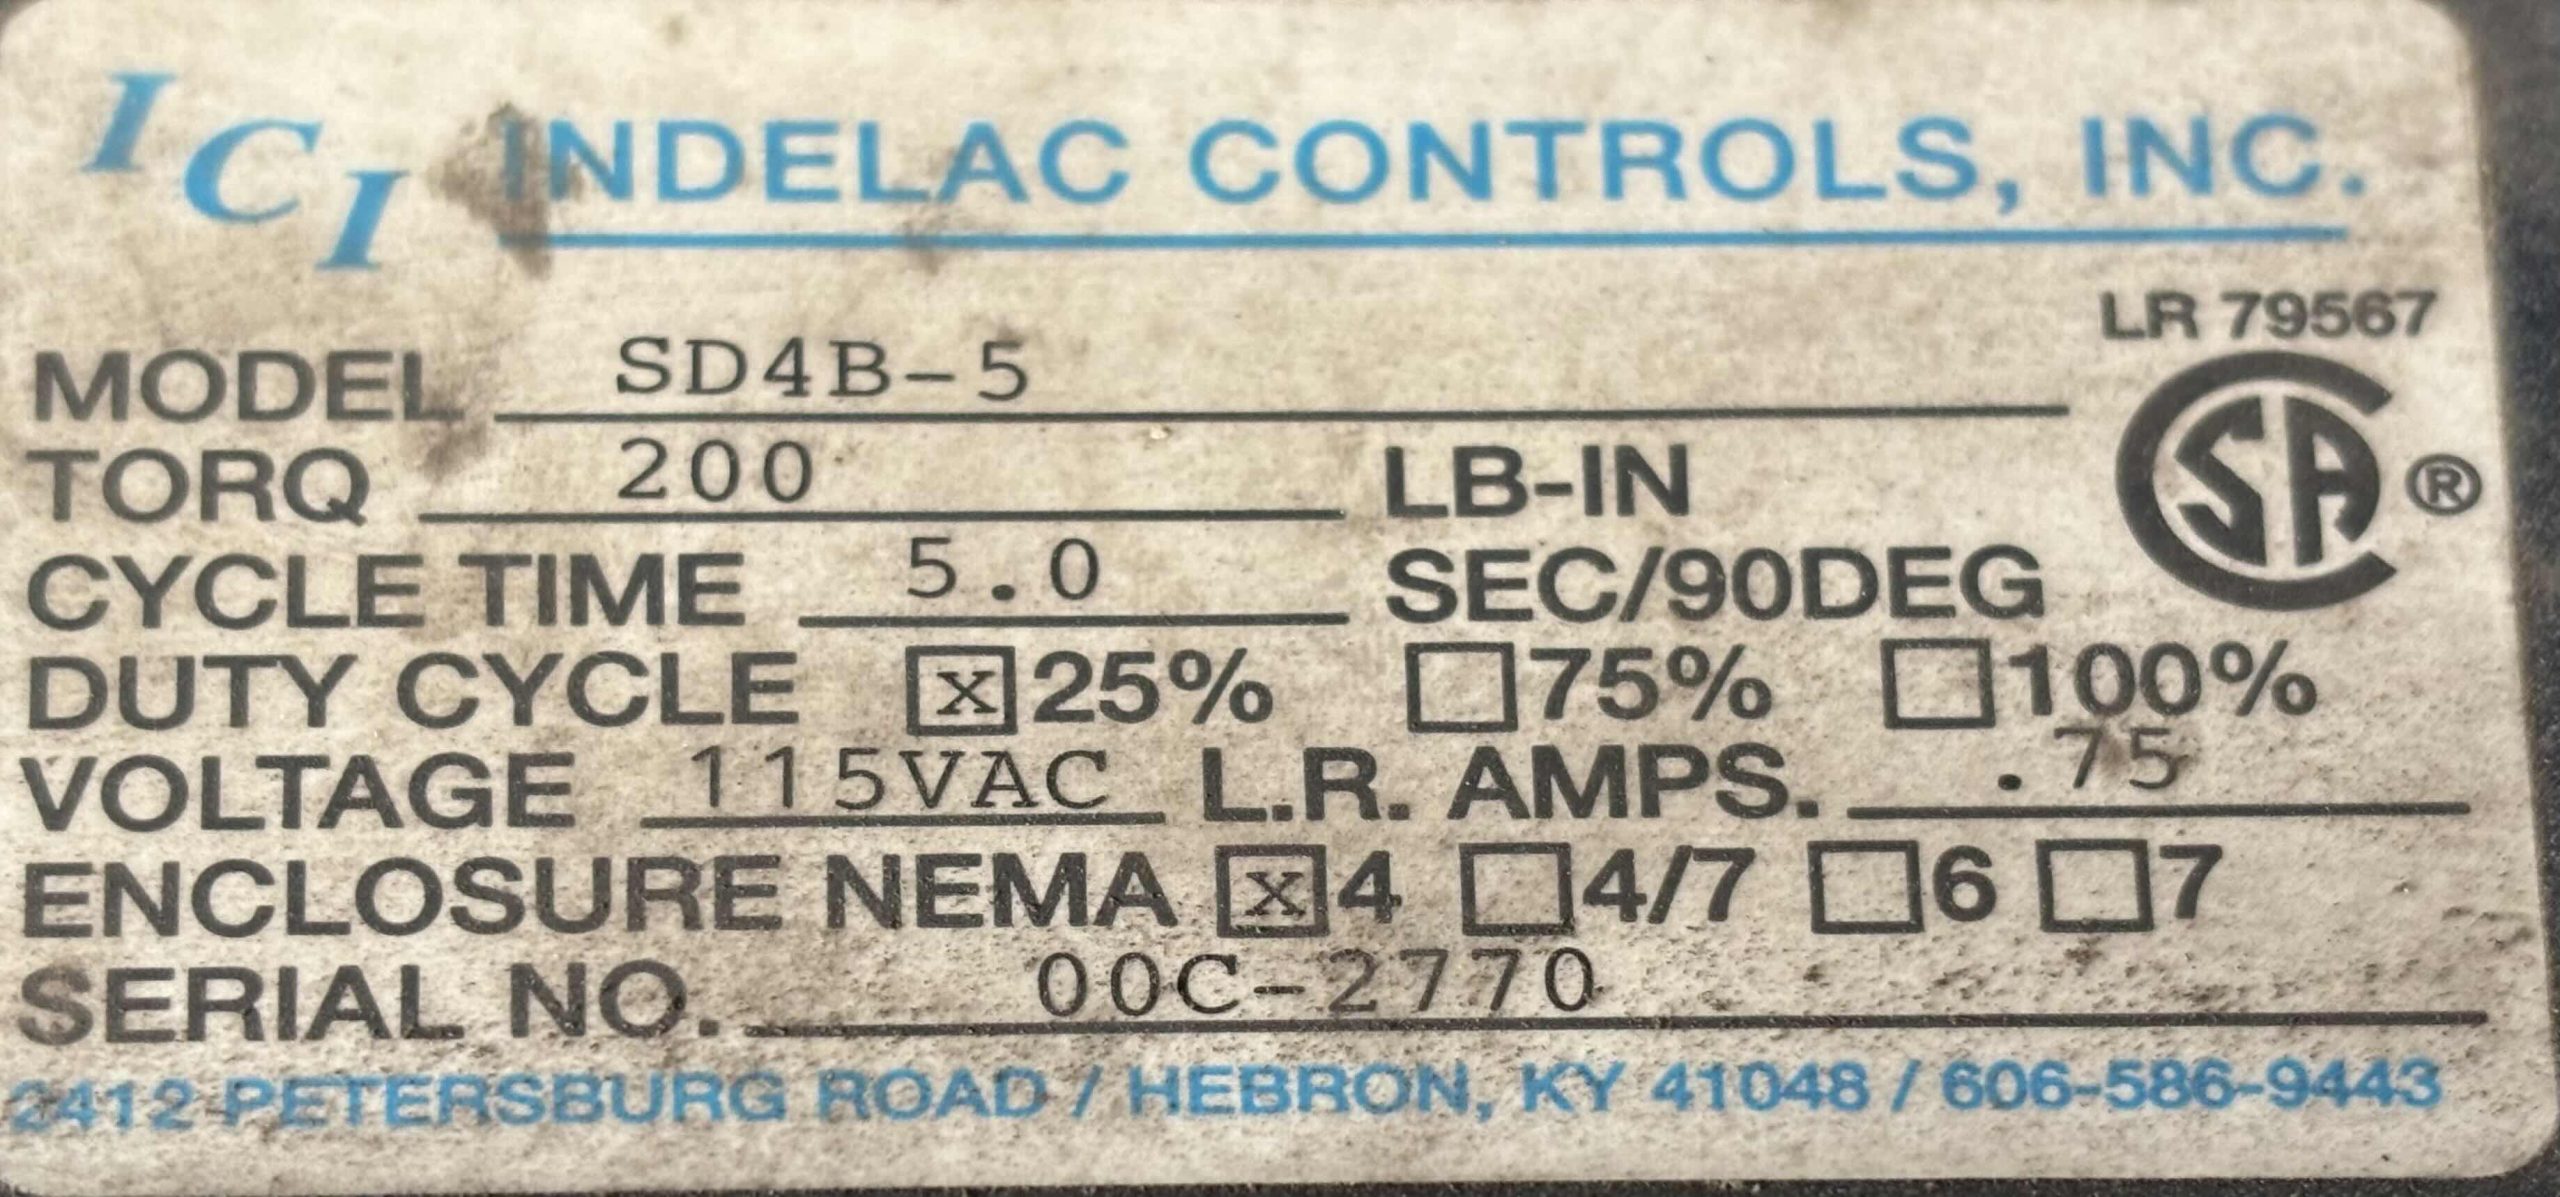 ICI INDELAC CONTROLS, INC.
LR 79567
MODEL SD4B-5
CSA ®
TORQ 200 LB-IN
CYCLE TIME 5.0 SEC/90DEG
DUTY CYCLE [x] 25% [ ] 75% [ ] 100%
VOLTAGE 115VAC L.R. AMPS. .75
ENCLOSURE NEMA [x] 4 [ ] 4/7 [ ] 6 [ ] 7
SERIAL NO. 00C-2770
2412 PETERSBURG ROAD / HEBRON, KY 41048 / 606-586-9443